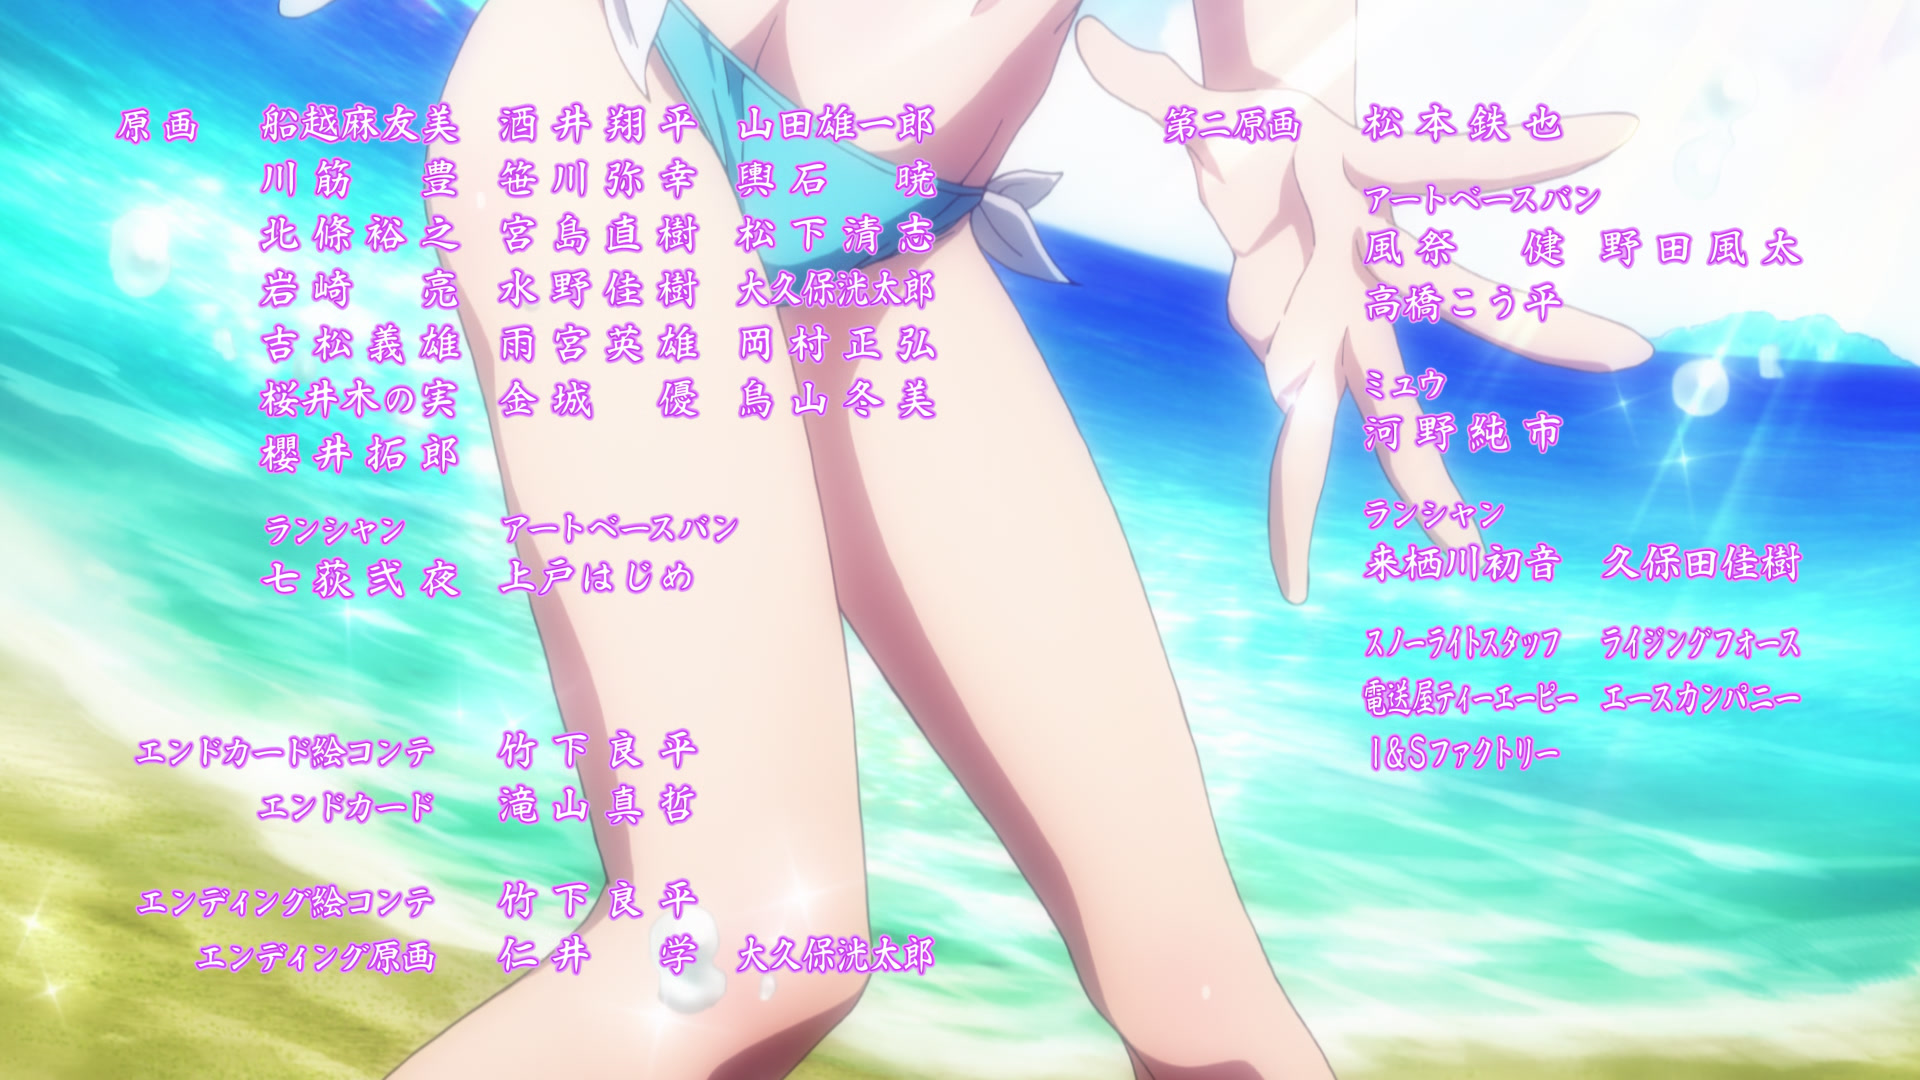 原画 船越麻友美 酒井翔平 山田雄一郎
川筋 豊 笹川弥幸 輿石 暁
北條裕之 宮島直樹 松下清志
岩崎 亮 水野佳樹 大久保洸太郎
吉松義雄 雨宮英雄 岡村正弘
桜井木の実 金城 優 鳥山冬美
櫻井拓郎
ランシャン アートベースバン
七荻弐夜 上戸はじめ
エンドカード絵コンテ 竹下良平
エンドカード 滝山真哲
エンディング絵コンテ 竹下良平
エンディング原画 仁井 学 大久保洸太郎
第二原画 松本鉄也
アートベースバン
風祭 健 野田風太
高橋こう平
ミュウ
河野純市
ランシャン
来栖川初音 久保田佳樹
スノーライトスタッフ ライジングフォース
電送屋ティーエーピー エースカンパニー
I&Sファクトリー